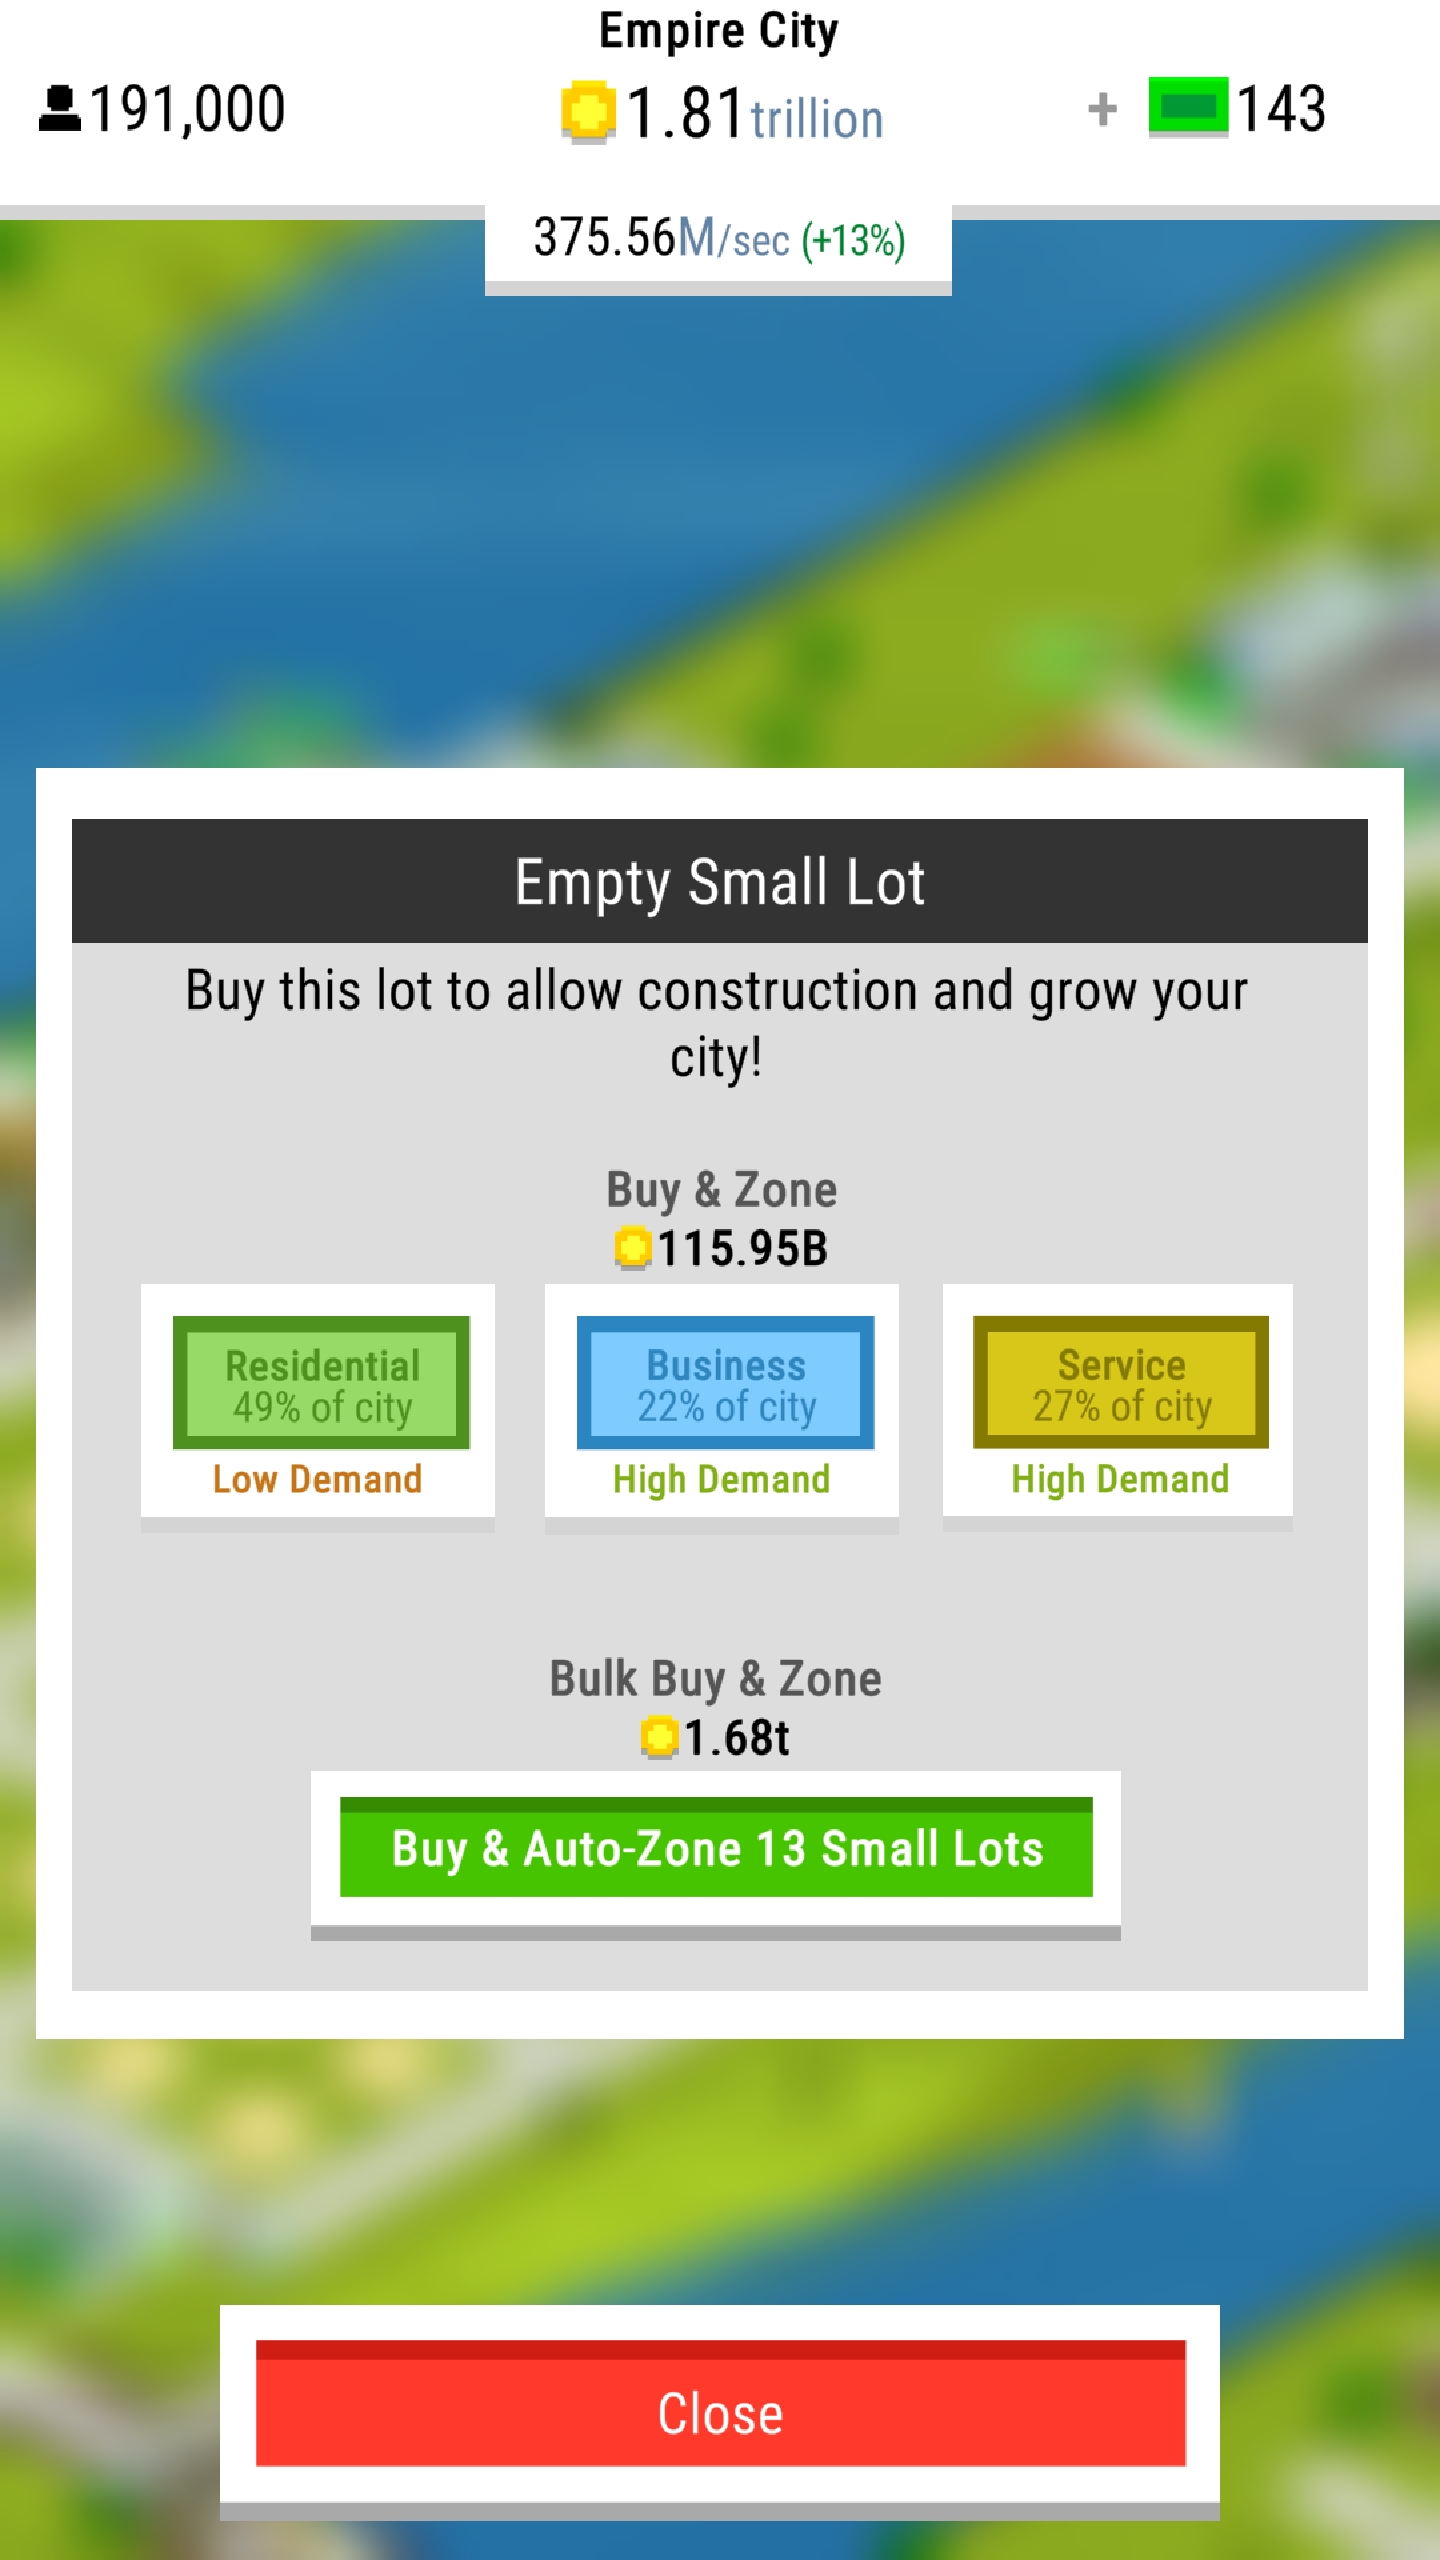 Empire City
191,000
1.81 trillion
+ 143
375.56M/sec (+13%)
Empty Small Lot
Buy this lot to allow construction and grow your
city!
Buy & Zone
115.95B
Residential
49% of city
Low Demand
Business
22% of city
High Demand
Service
27% of city
High Demand
Bulk Buy & Zone
1.68t
Buy & Auto-Zone 13 Small Lots
Close